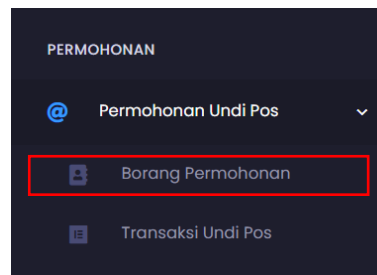 PERMOHONAN
Permohonan Undi Pos
Borang Permohonan
Transaksi Undi Pos